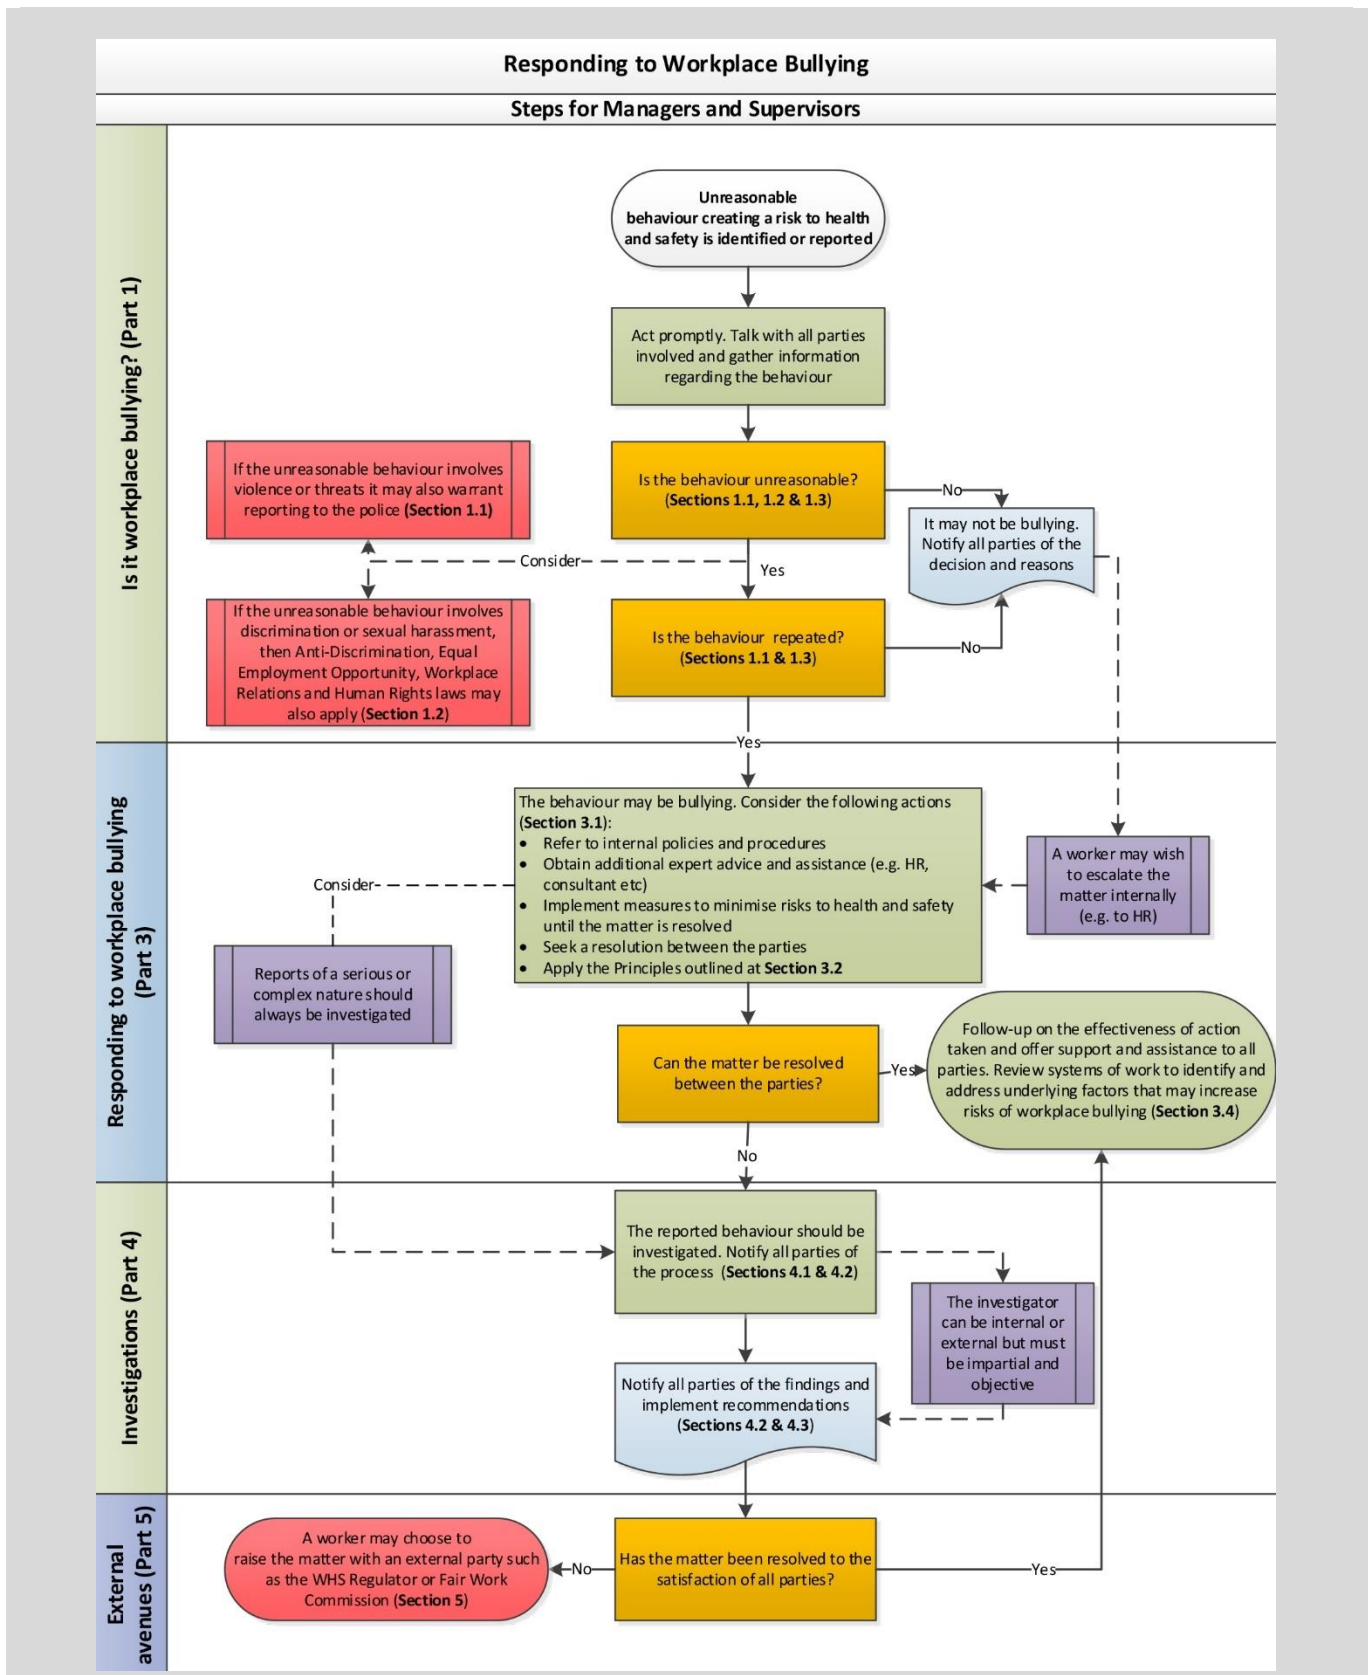 Responding to Workplace Bullying
Steps for Managers and Supervisors
Is it workplace bullying? (Part 1)
Unreasonable
behaviour creating a risk to health
and safety is identified or reported
Act promptly. Talk with all parties
involved and gather information
regarding the behaviour
If the unreasonable behaviour involves
violence or threats it may also warrant
reporting to the police (Section 1.1)
Is the behaviour unreasonable?
(Sections 1.1, 1.2 & 1.3)
No
It may not be bullying.
Notify all parties of the
decision and reasons
Consider
Yes
If the unreasonable behaviour involves
discrimination or sexual harassment,
then Anti-Discrimination, Equal
Employment Opportunity, Workplace
Relations and Human Rights laws may
also apply (Section 1.2)
Is the behaviour repeated?
(Sections 1.1 & 1.3)
No
Yes
Responding to workplace bullying
(Part 3)
The behaviour may be bullying. Consider the following actions
(Section 3.1):
• Refer to internal policies and procedures
• Obtain additional expert advice and assistance (e.g. HR,
consultant etc)
• Implement measures to minimise risks to health and safety
until the matter is resolved
• Seek a resolution between the parties
• Apply the Principles outlined at Section 3.2
A worker may wish
to escalate the
matter internally
(e.g. to HR)
Consider
Reports of a serious or
complex nature should
always be investigated
Can the matter be resolved
between the parties?
Yes
Follow-up on the effectiveness of action
taken and offer support and assistance to all
parties. Review systems of work to identify and
address underlying factors that may increase
risks of workplace bullying (Section 3.4)
No
Investigations (Part 4)
The reported behaviour should be
investigated. Notify all parties of
the process (Sections 4.1 & 4.2)
The investigator
can be internal or
external but must
be impartial and
objective
Notify all parties of the findings and
implement recommendations
(Sections 4.2 & 4.3)
External
avenues (Part 5)
A worker may choose to
raise the matter with an external party such
as the WHS Regulator or Fair Work
Commission (Section 5)
No
Has the matter been resolved to the
satisfaction of all parties?
Yes